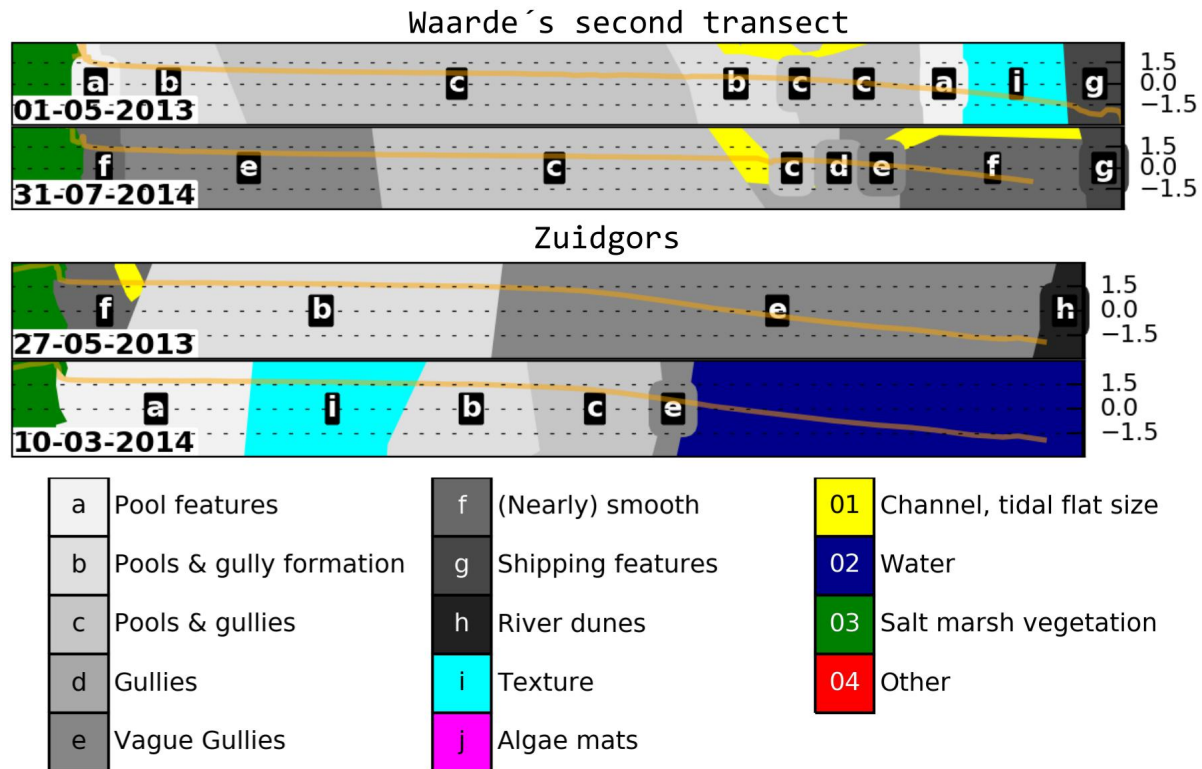 Waarde´s second transect
a b c b c c a i g
1.5
0.0
−1.5
01-05-2013
f e c c d e f g
1.5
0.0
−1.5
31-07-2014
Zuidgors
f b e h
1.5
0.0
−1.5
27-05-2013
a i b c e
1.5
0.0
−1.5
10-03-2014
a Pool features
b Pools & gully formation
c Pools & gullies
d Gullies
e Vague Gullies
f (Nearly) smooth
g Shipping features
h River dunes
i Texture
j Algae mats
01 Channel, tidal flat size
02 Water
03 Salt marsh vegetation
04 Other